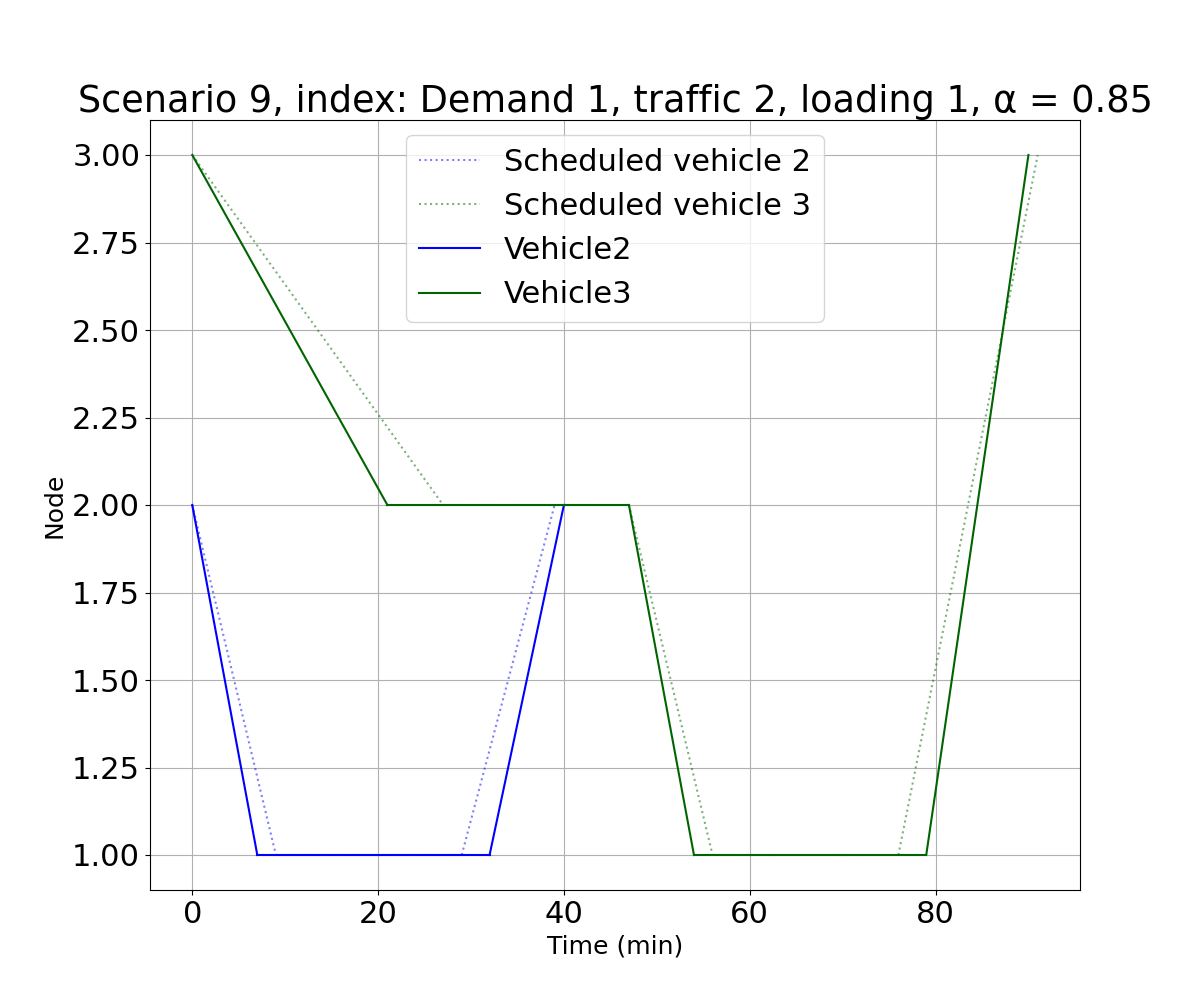 Scenario 9, index: Demand 1, traffic 2, loading 1, α = 0.85
Scheduled vehicle 2
Scheduled vehicle 3
Vehicle2
Vehicle3
3.00
2.75
2.50
2.25
2.00
1.75
1.50
1.25
1.00
Node
0 20 40 60 80
Time (min)